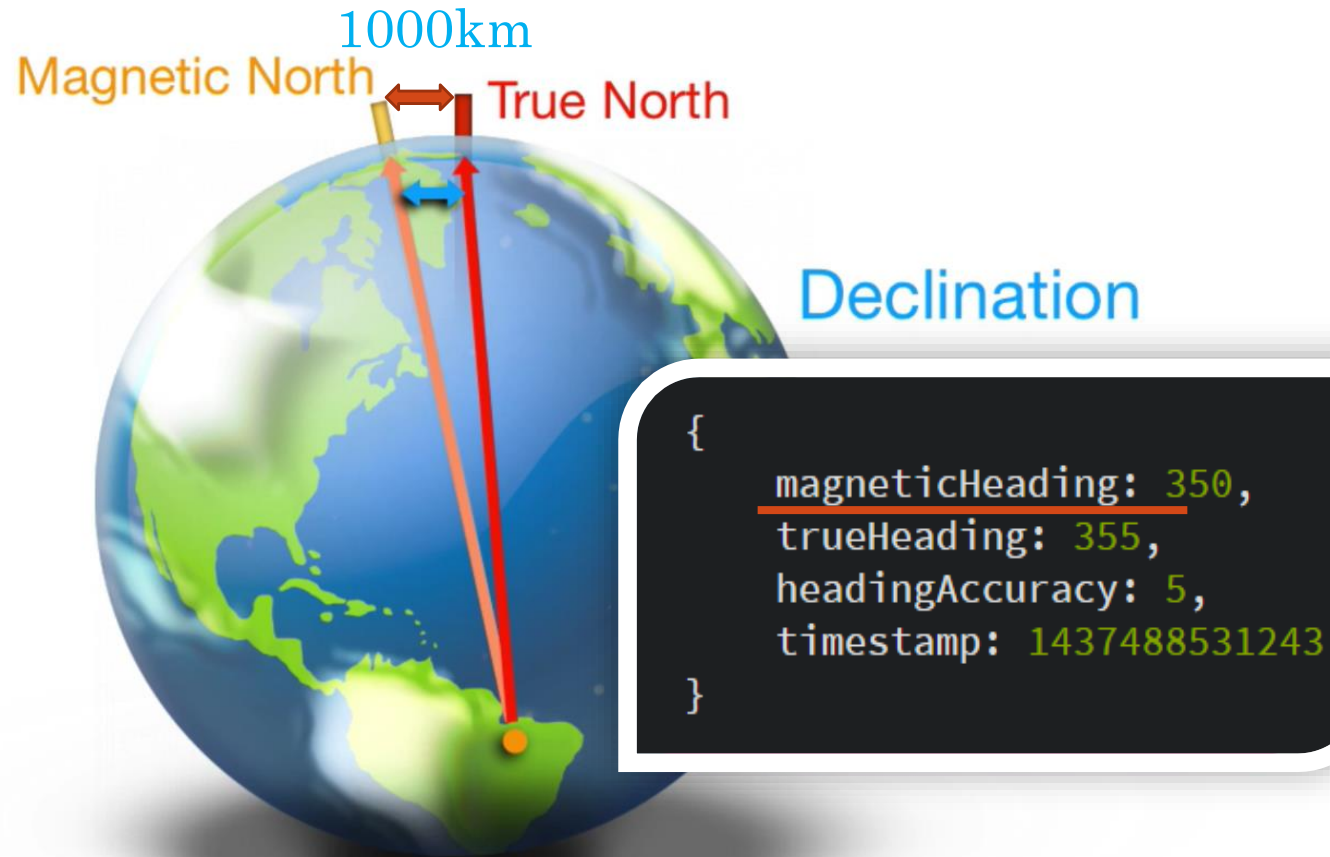 1000km
Magnetic North
True North
Declination
{
magneticHeading: 350,
trueHeading: 355,
headingAccuracy: 5,
timestamp: 1437488531243
}